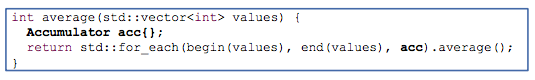 int average(std::vector<int> values) {
  Accumulator acc{};
  return std::for_each(begin(values), end(values), acc).average();
}